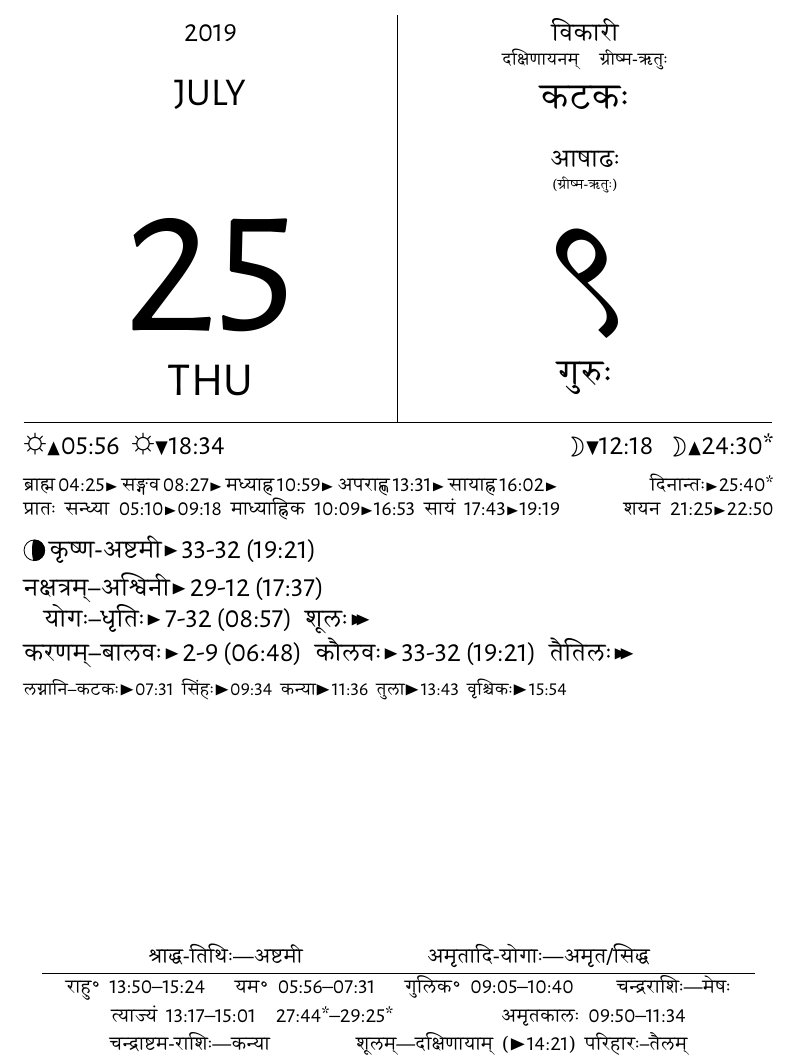 2019
JULY
25
THU
विकारी
दक्षिणायनम् ग्रीष्म-ऋतुः
कटकः
आषाढः
(ग्रीष्म-ऋतुः)
९
गुरुः
☼▲05:56 ☼▼18:34 ☽▼12:18 ☽▲24:30*
ब्राह्म 04:25► सङ्गव 08:27► मध्याह्न 10:59► अपराह्ण 13:31► सायाह्न 16:02► दिनान्तः►25:40*
प्रातः सन्ध्या 05:10►09:18 माध्याह्निक 10:09►16:53 सायं 17:43►19:19 शयन 21:25►22:50
कृष्ण-अष्टमी►33-32 (19:21)
नक्षत्रम्–अश्विनी►29-12 (17:37)
योगः–धृतिः►7-32 (08:57) शूलः►►
करणम्–बालवः►2-9 (06:48) कौलवः►33-32 (19:21) तैतिलः►►
लग्नानि–कटकः►07:31 सिंहः►09:34 कन्या►11:36 तुला►13:43 वृश्चिकः►15:54
श्राद्ध-तिथिः—अष्टमी अमृतादि-योगाः—अमृत/सिद्ध
राहु॰ 13:50–15:24 यम॰ 05:56–07:31 गुलिक॰ 09:05–10:40 चन्द्रराशिः—मेषः
त्याज्यं 13:17–15:01 27:44*–29:25* अमृतकालः 09:50–11:34
चन्द्राष्टम-राशिः—कन्या शूलम्—दक्षिणायाम् (►14:21) परिहारः–तैलम्